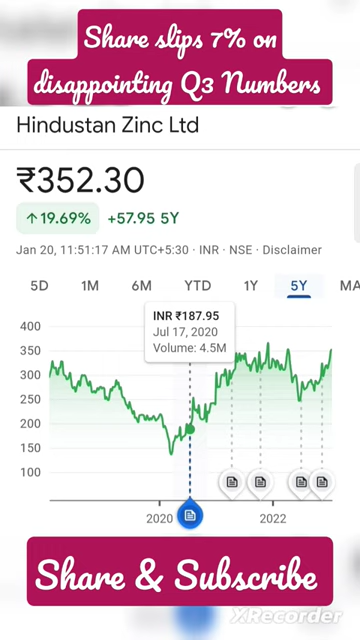 Share slips 7% on
disappointing Q3 Numbers
Hindustan Zinc Ltd
₹352.30
↑19.69% +57.95 5Y
Jan 20, 11:51:17 AM UTC+5:30 · INR · NSE · Disclaimer
5D 1M 6M YTD 1Y 5Y MA
INR ₹187.95
Jul 17, 2020
Volume: 4.5M
400
350
300
250
200
150
100
2020 2022
Share & Subscribe
XRecorder